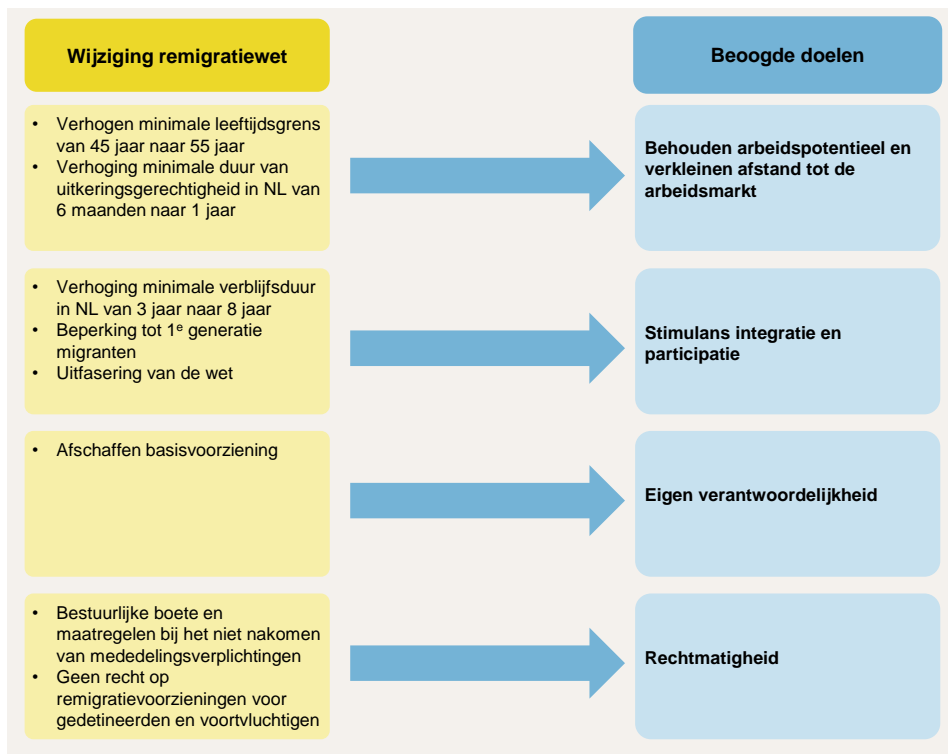 Wijziging remigratiewet
Beoogde doelen
• Verhogen minimale leeftijdsgrens
van 45 jaar naar 55 jaar
• Verhoging minimale duur van
uitkeringsgerechtigheid in NL van
6 maanden naar 1 jaar
Behouden arbeidspotentieel en
verkleinen afstand tot de
arbeidsmarkt
• Verhoging minimale verblijfsduur
in NL van 3 jaar naar 8 jaar
• Beperking tot 1e generatie
migranten
• Uitfasering van de wet
Stimulans integratie en
participatie
• Afschaffen basisvoorziening
Eigen verantwoordelijkheid
• Bestuurlijke boete en
maatregelen bij het niet nakomen
van mededelingsverplichtingen
• Geen recht op
remigratievoorzieningen voor
gedetineerden en voortvluchtigen
Rechtmatigheid